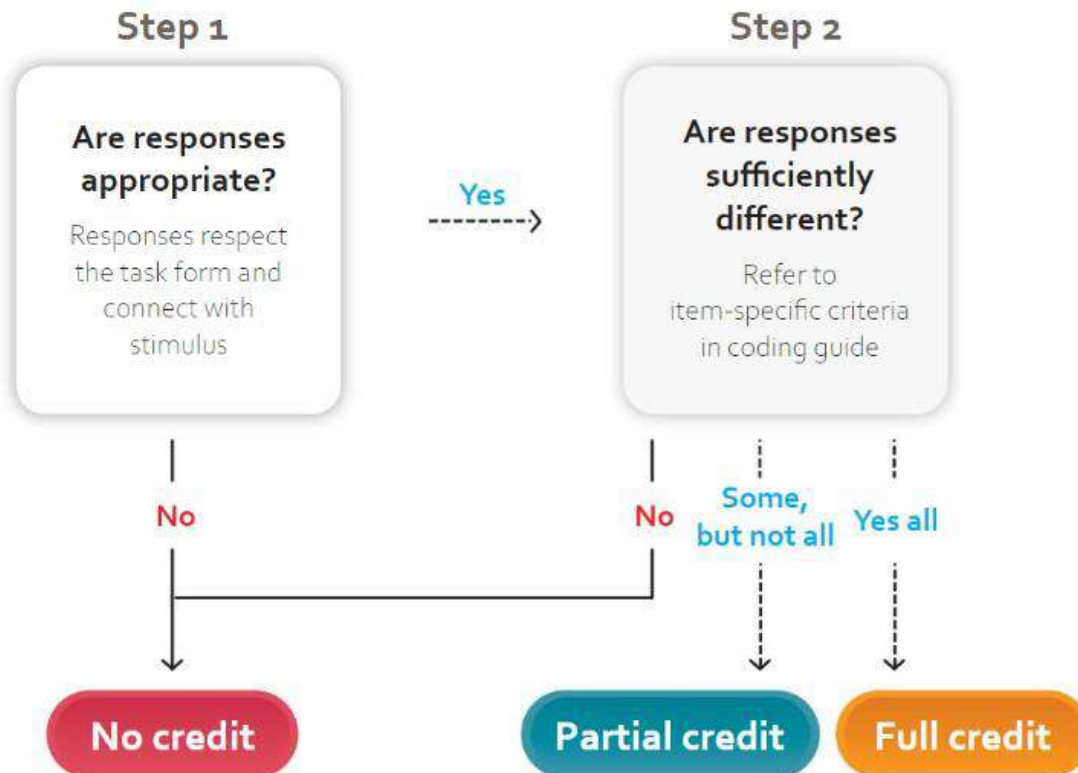 Step 1
Are responses
appropriate?
Responses respect
the task form and
connect with
stimulus
Yes
Step 2
Are responses
sufficiently
different?
Refer to
item-specific criteria
in coding guide
No
No
Some,
but not all
Yes all
No credit
Partial credit
Full credit